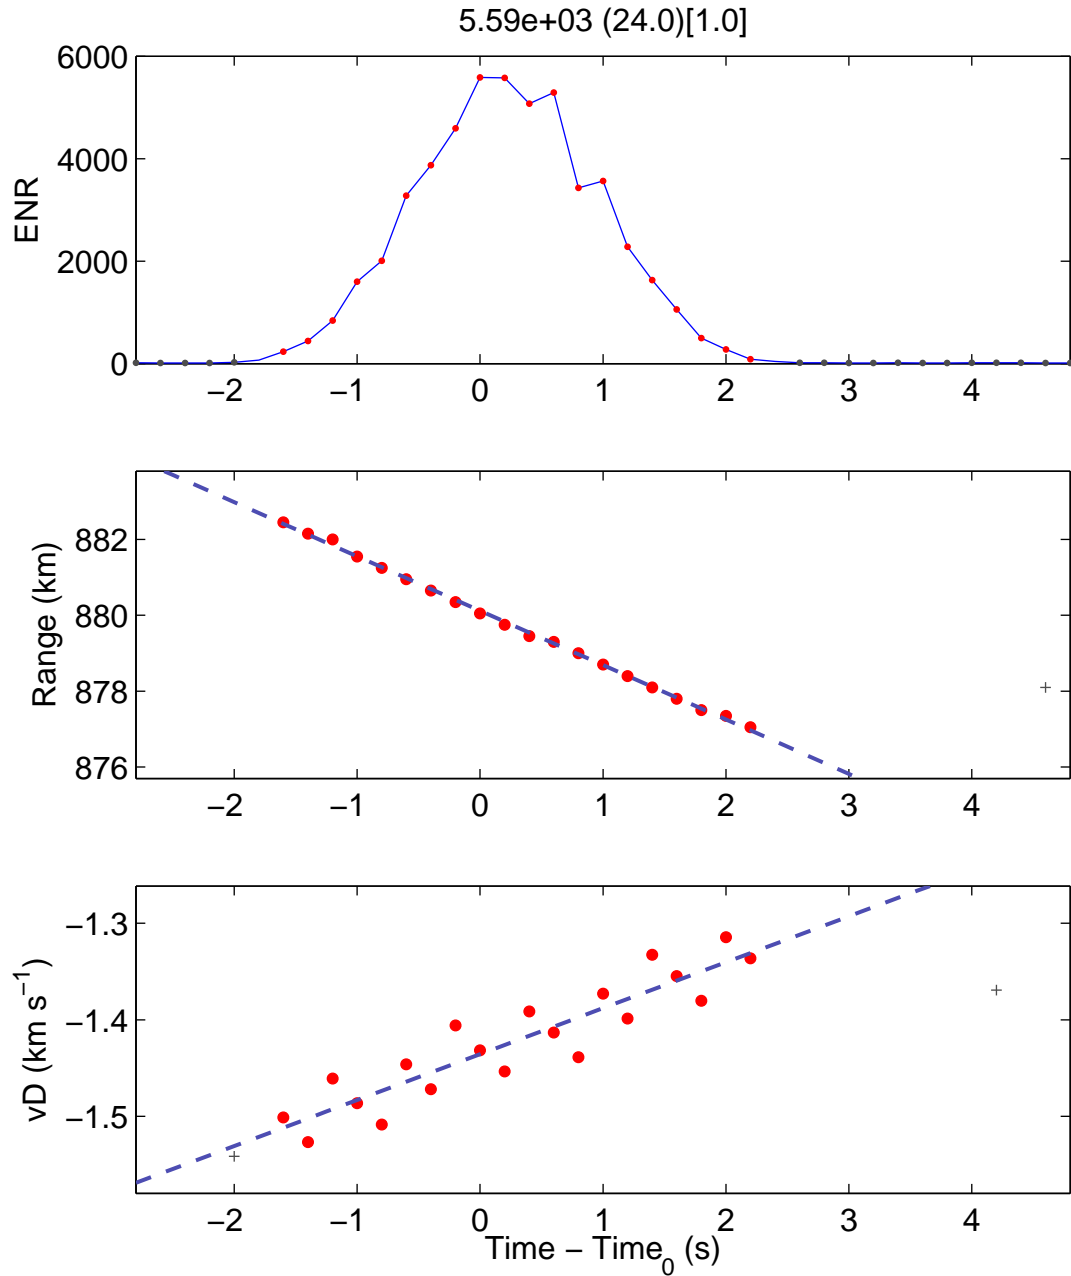 5.59e+03 (24.0)[1.0]
6000
4000
2000
0
ENR
−2 −1 0 1 2 3 4
882
880
878
876
Range (km)
−2 −1 0 1 2 3 4
−1.3
−1.4
−1.5
vD (km s⁻¹)
−2 −1 0 1 2 3 4
Time − Time₀ (s)